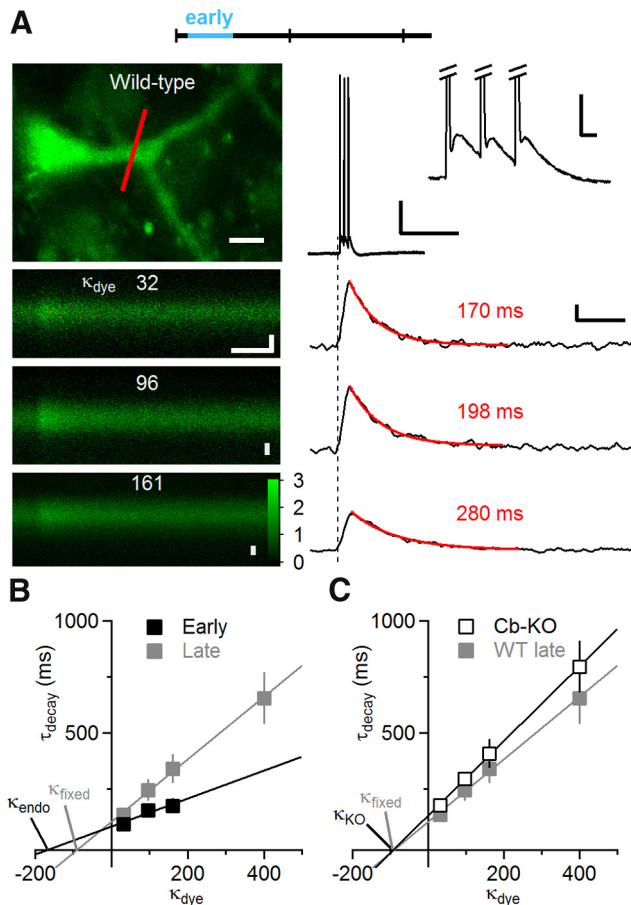 A
early
Wild-type
κdye 32
170 ms
96
198 ms
161
3
2
1
0
280 ms
B
1000
τdecay (ms)
500
Early
Late
κendo
κfixed
-200
0
200
400
κdye
C
1000
τdecay (ms)
500
Cb-KO
WT late
κfixed
κKO
-200
0
200
400
κdye